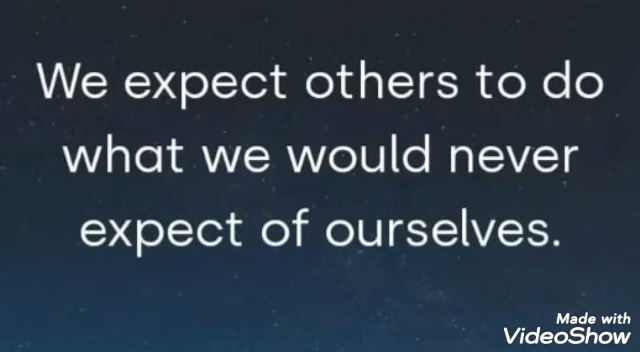 We expect others to do
what we would never
expect of ourselves.
Made with
VideoShow